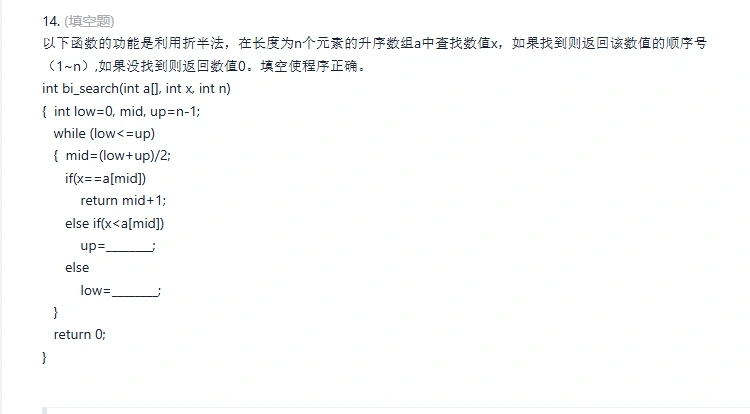 14. (填空题)
以下函数的功能是利用折半法，在长度为n个元素的升序数组a中查找数值x，如果找到则返回该数值的顺序号
（1~n）,如果没找到则返回数值0。填空使程序正确。
int bi_search(int a[], int x, int n)
{ int low=0, mid, up=n-1;
while (low<=up)
{ mid=(low+up)/2;
if(x==a[mid])
return mid+1;
else if(x<a[mid])
up=_______;
else
low=_______;
}
return 0;
}